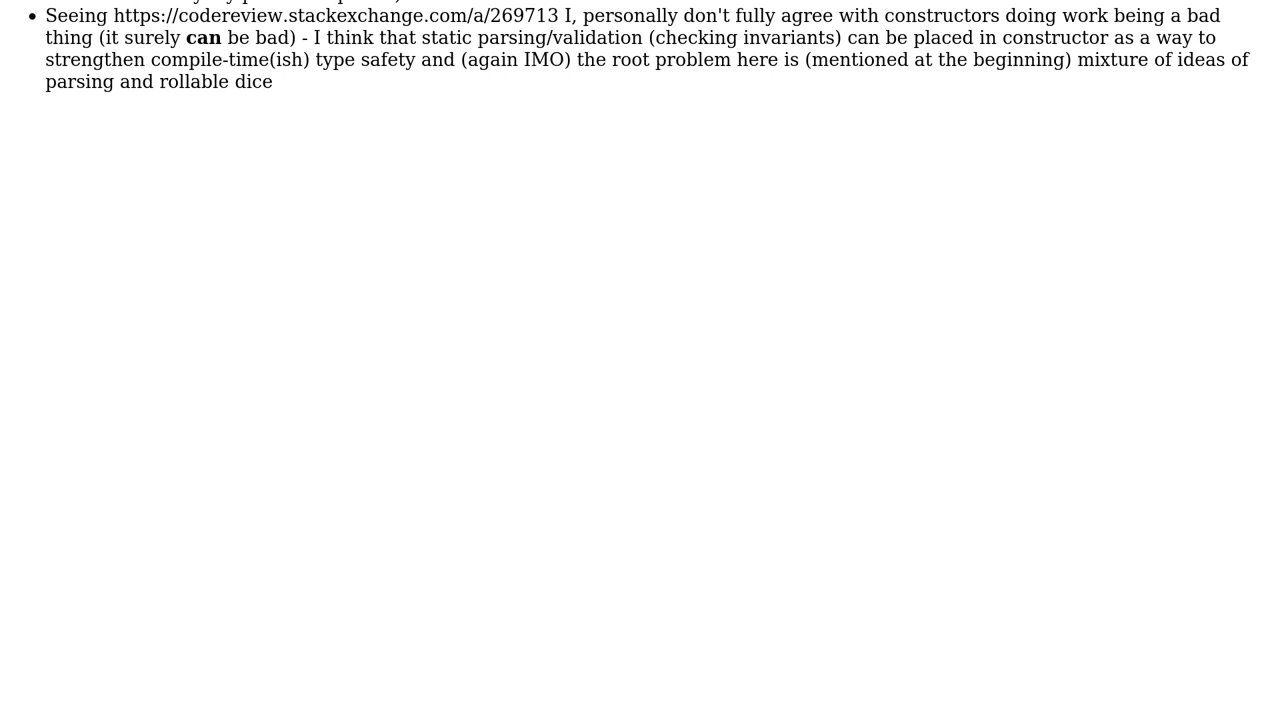 Seeing https://codereview.stackexchange.com/a/269713 I, personally don't fully agree with constructors doing work being a bad
thing (it surely can be bad) - I think that static parsing/validation (checking invariants) can be placed in constructor as a way to
strengthen compile-time(ish) type safety and (again IMO) the root problem here is (mentioned at the beginning) mixture of ideas of
parsing and rollable dice